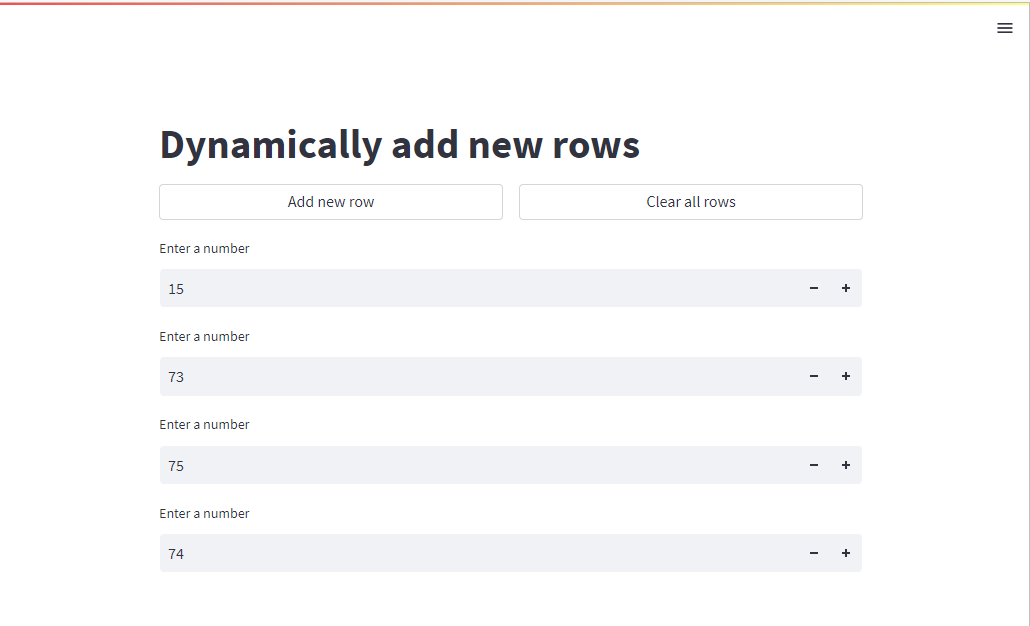 Dynamically add new rows
Add new row Clear all rows
Enter a number
15
Enter a number
73
Enter a number
75
Enter a number
74